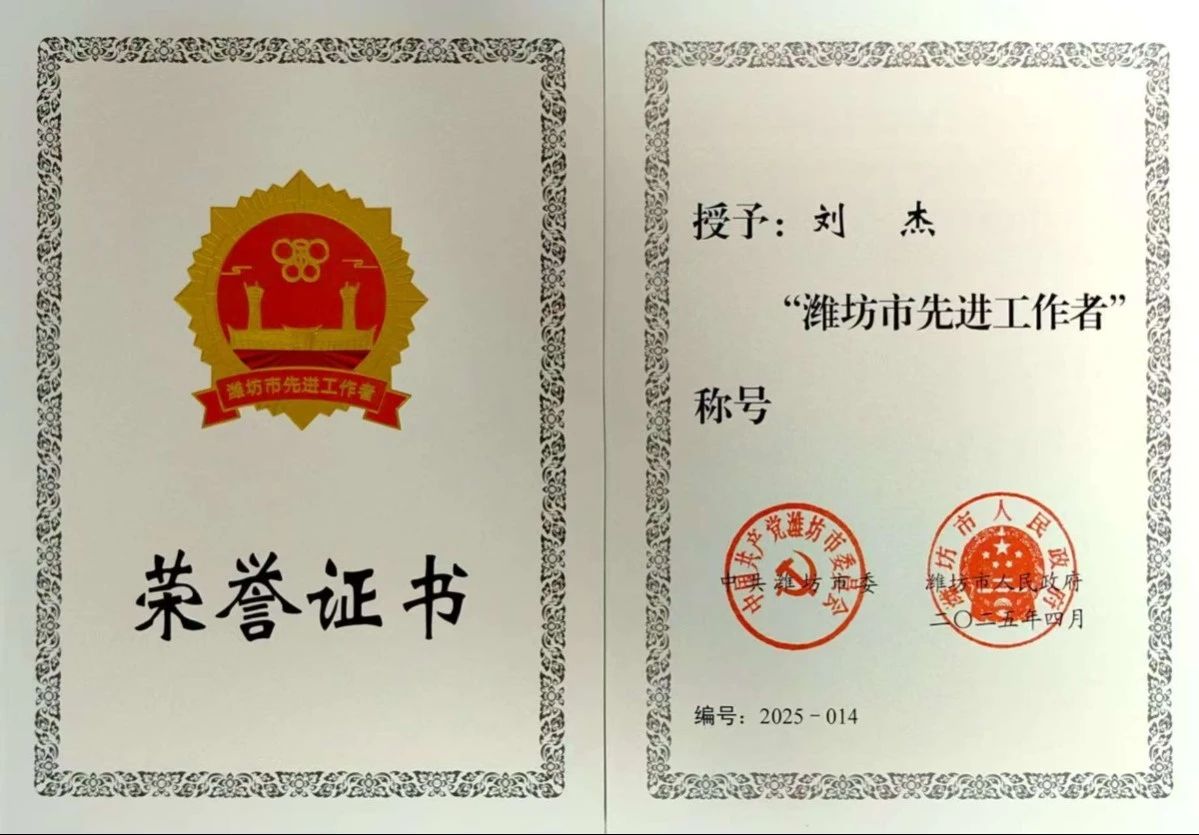 潍坊市先进工作者
荣誉证书
授予：刘 杰
“潍坊市先进工作者”
称号
中国共产党潍坊市委员会
中共潍坊市委
潍坊市人民政府
潍坊市人民政府
二〇二五年四月
编号：2025-014